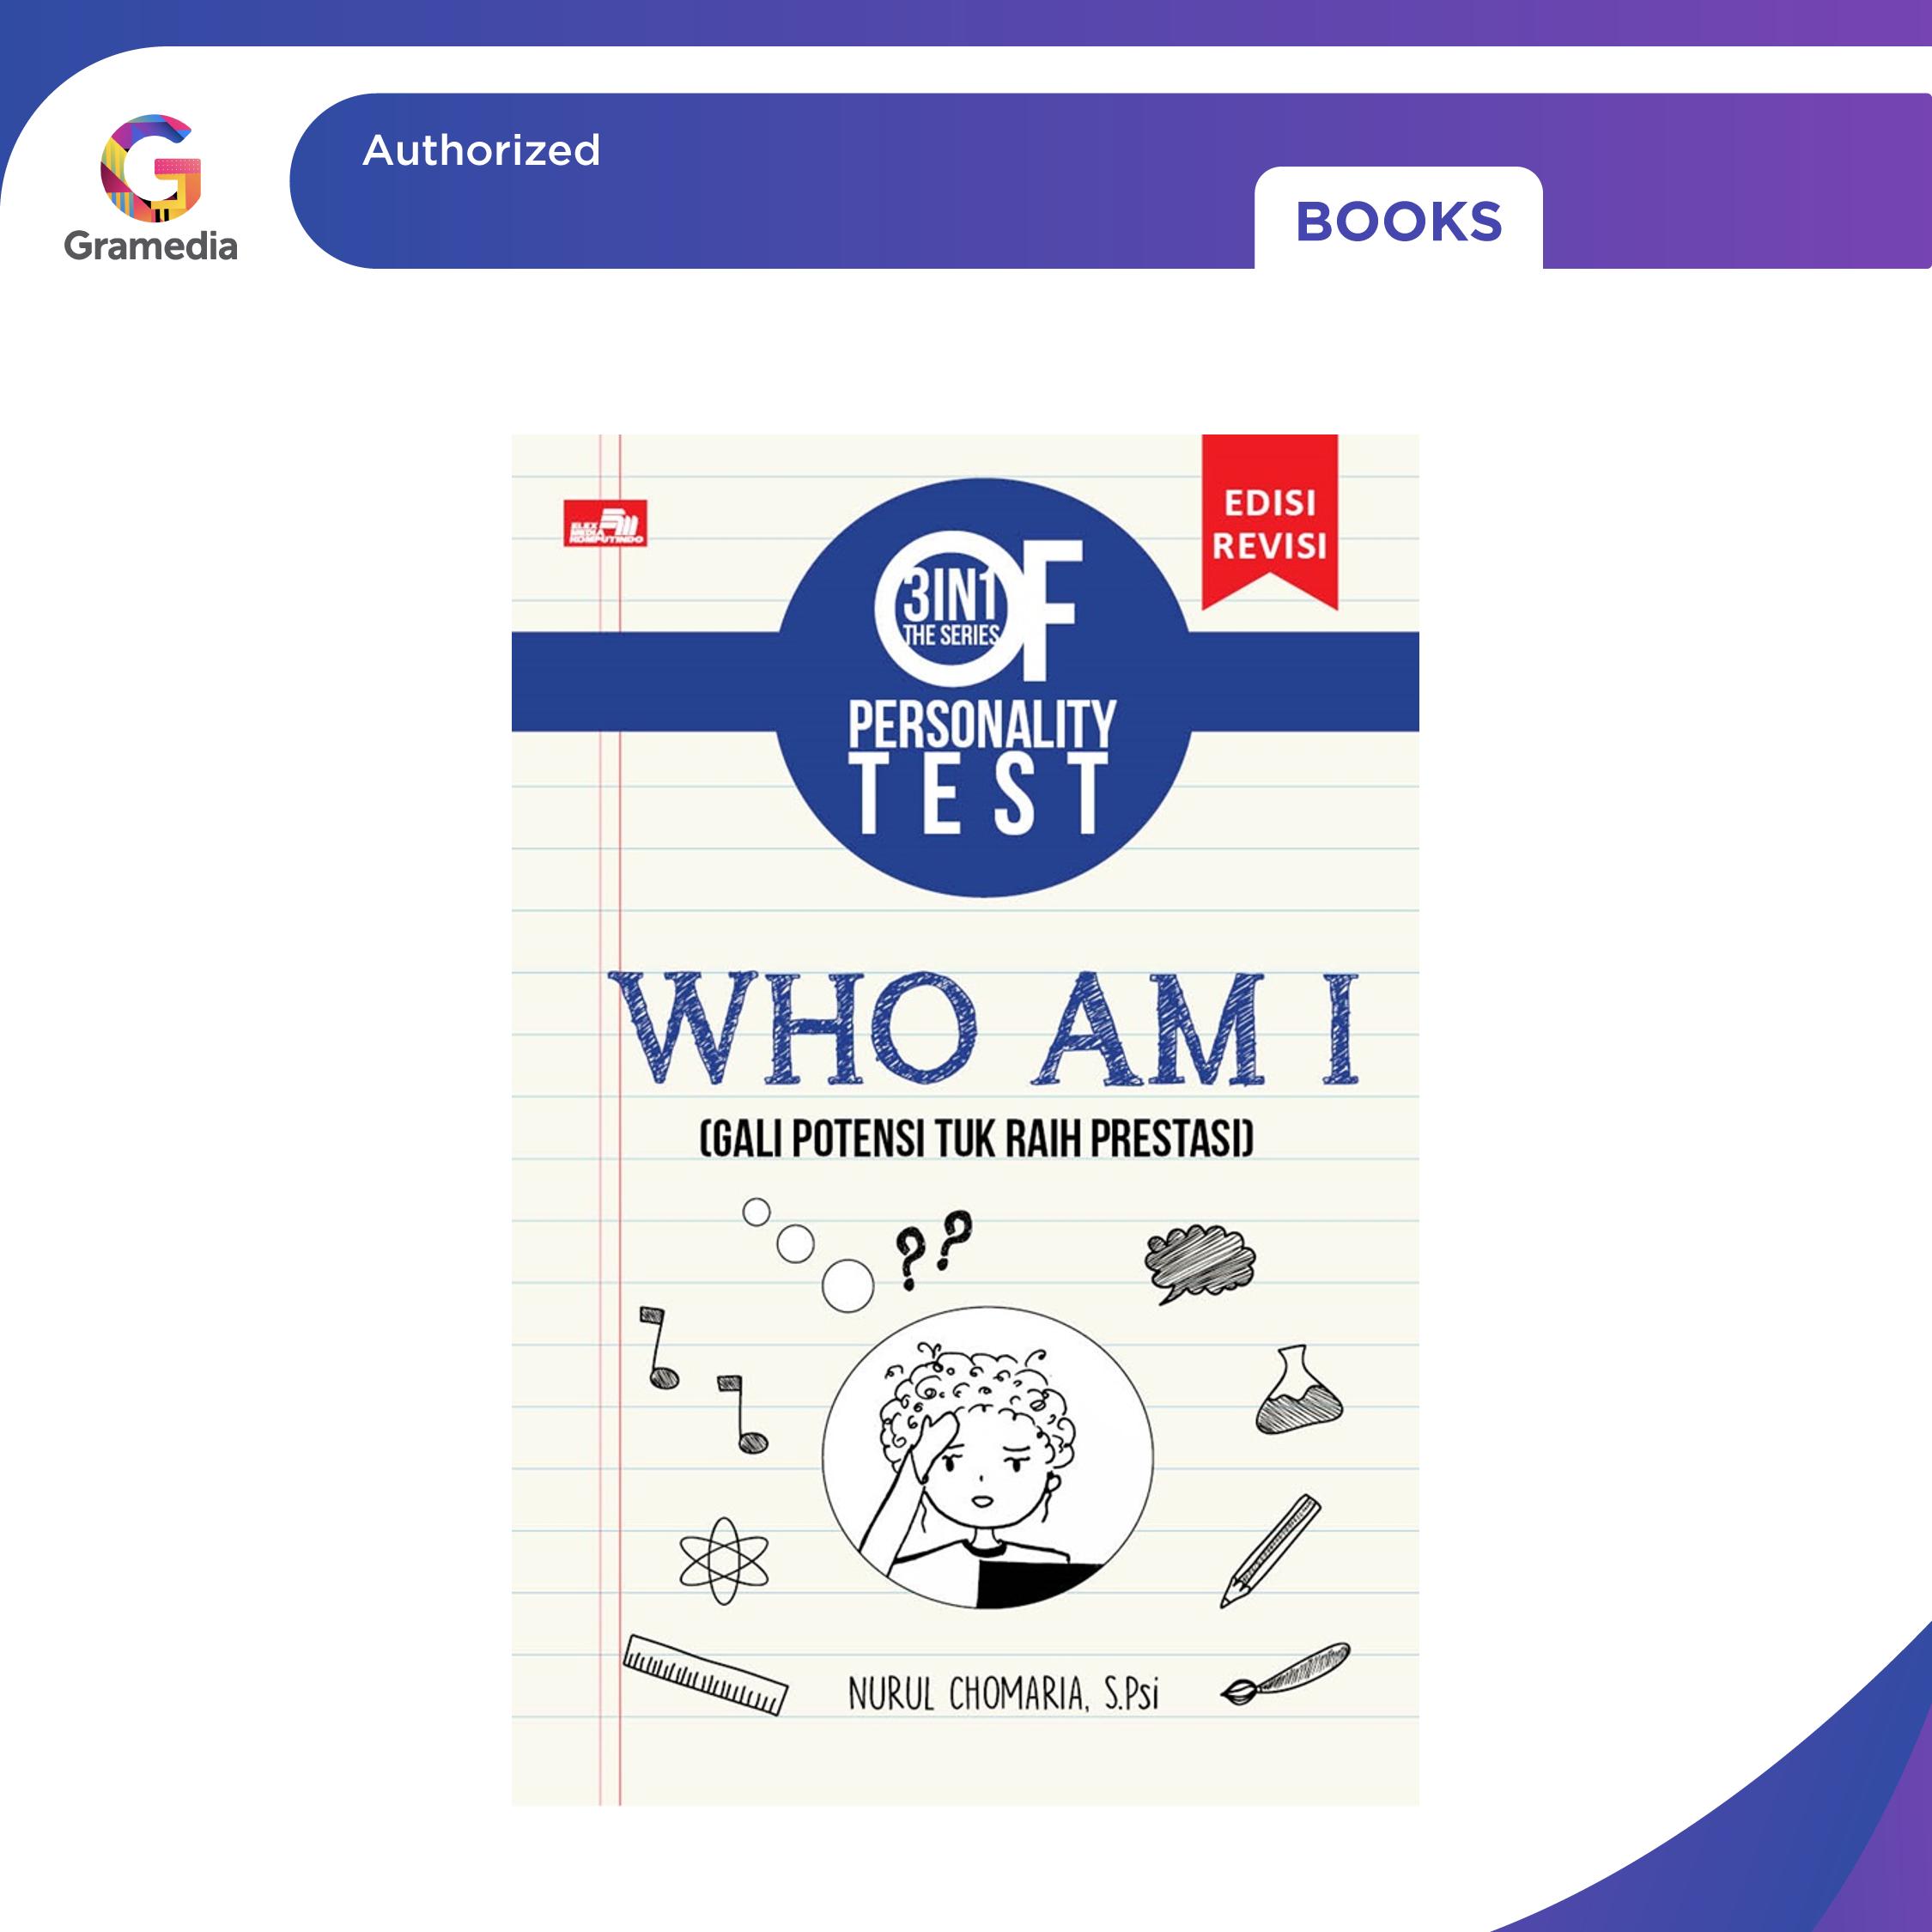 Authorized
Gramedia
BOOKS
ELEX MEDIA KOMPUTINDO
EDISI
REVISI
3IN1
THE SERIES
OF
PERSONALITY
TEST
WHO AM I
(GALI POTENSI TUK RAIH PRESTASI)
??
NURUL CHOMARIA, S.Psi